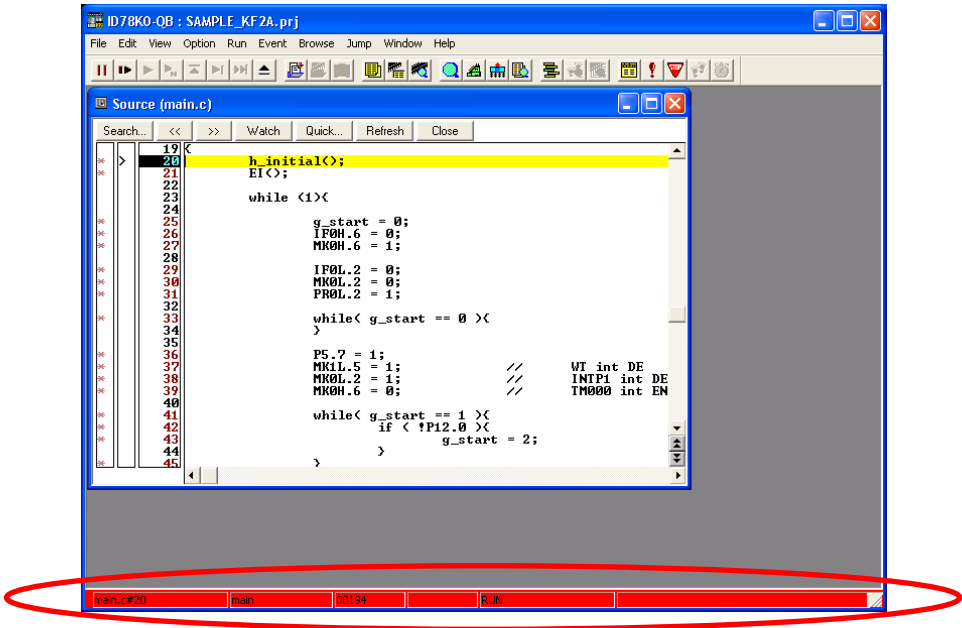 ID78K0-QB : SAMPLE_KF2A.prj
File Edit View Option Run Event Browse Jump Window Help
Source (main.c)
Search... << >> Watch Quick... Refresh Close
19 {
20 h_initial();
21 EI();
22
23 while (1){
24
25 g_start = 0;
26 IF0H.6 = 0;
27 MK0H.6 = 1;
28
29 IF0L.2 = 0;
30 MK0L.2 = 0;
31 PR0L.2 = 1;
32
33 while( g_start == 0 ){
34 }
35
36 P5.7 = 1;
37 MK1L.5 = 1; // WT int DE
38 MK0L.2 = 1; // INTP1 int DE
39 MK0H.6 = 0; // TM000 int EN
40
41 while( g_start == 1 ){
42 if ( !P12.0 ){
43 g_start = 2;
44 }
45 }
main.c#20 main 00194 RUN